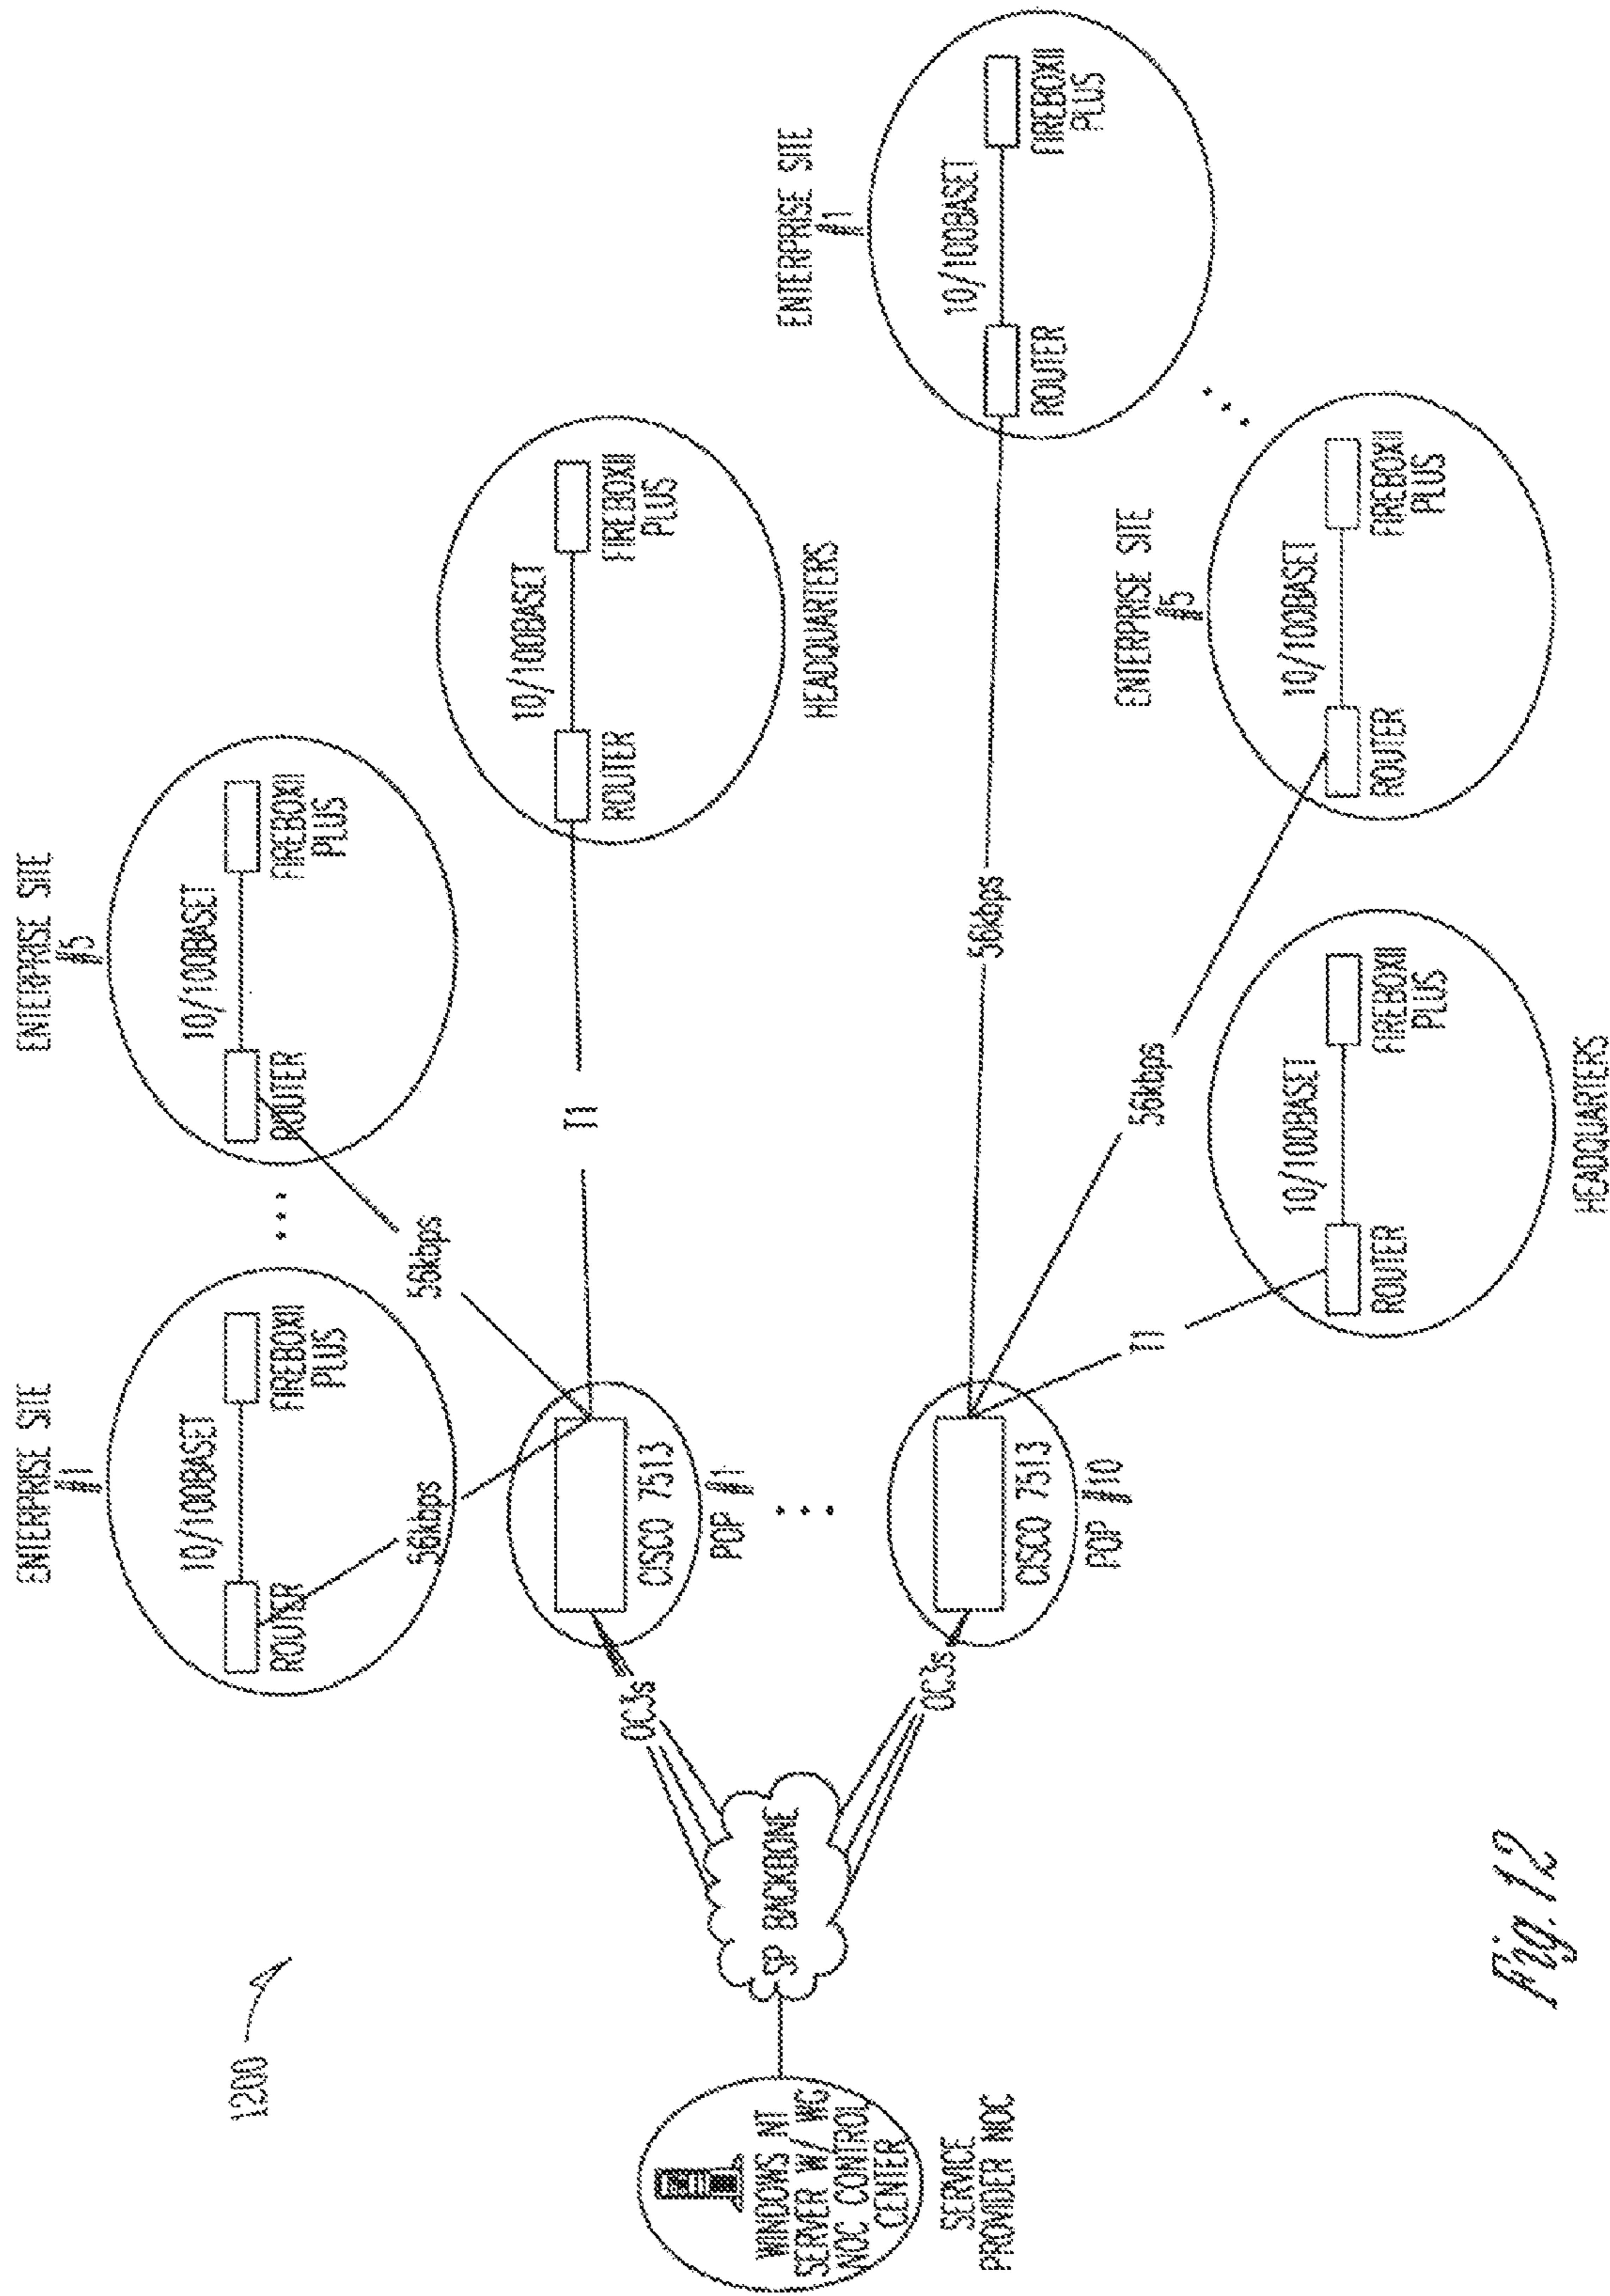 1200
ENTERPRISE SITE
#1
10/100BASET
ROUTER
FIREBOXII
PLUS
56kbps
ENTERPRISE SITE
#5
10/100BASET
ROUTER
FIREBOXII
PLUS
56kbps
10/100BASET
ROUTER
FIREBOXII
PLUS
HEADQUARTERS
T1
CISCO 7513
POP #1
OC3s
SP BACKBONE
WINDOWS NT
SERVER W/ WG
NOC CONTROL
CENTER
SERVICE
PROVIDER NOC
OC3s
CISCO 7513
POP #10
56kbps
ENTERPRISE SITE
#1
10/100BASET
ROUTER
FIREBOXII
PLUS
56kbps
ENTERPRISE SITE
#5
10/100BASET
ROUTER
FIREBOXII
PLUS
T1
10/100BASET
ROUTER
FIREBOXII
PLUS
HEADQUARTERS
Fig. 12